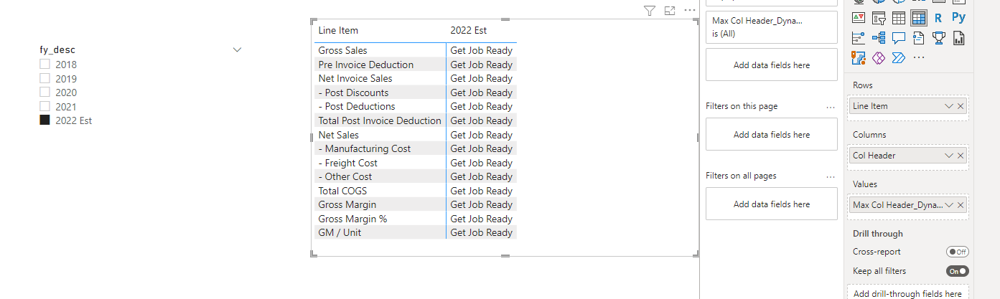 fy_desc
2018
2019
2020
2021
2022 Est
Line Item 2022 Est
Gross Sales Get Job Ready
Pre Invoice Deduction Get Job Ready
Net Invoice Sales Get Job Ready
- Post Discounts Get Job Ready
- Post Deductions Get Job Ready
Total Post Invoice Deduction Get Job Ready
Net Sales Get Job Ready
- Manufacturing Cost Get Job Ready
- Freight Cost Get Job Ready
- Other Cost Get Job Ready
Total COGS Get Job Ready
Gross Margin Get Job Ready
Gross Margin % Get Job Ready
GM / Unit Get Job Ready
Max Col Header_Dyna...
is (All)
Add data fields here
Filters on this page
Add data fields here
Filters on all pages
Add data fields here
R Py
Rows
Line Item
Columns
Col Header
Values
Max Col Header_Dyna...
Drill through
Cross-report Off
Keep all filters On
Add drill-through fields here